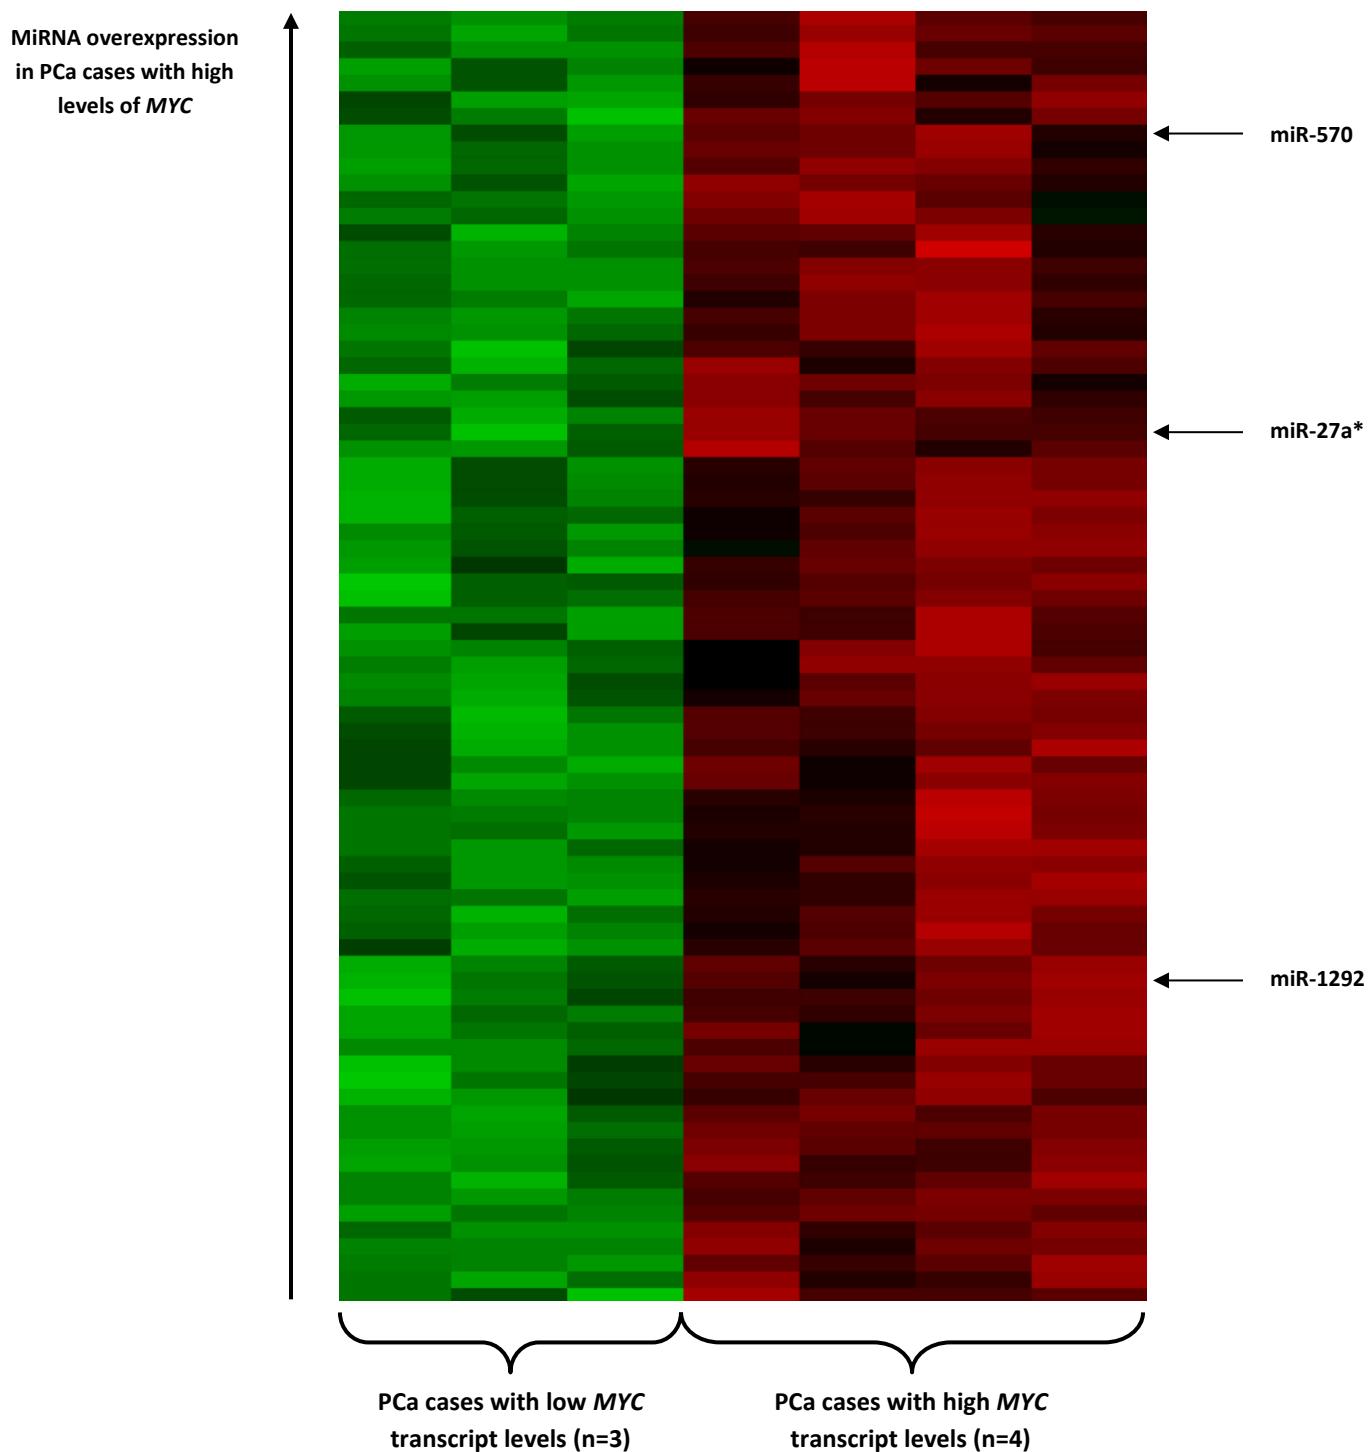 MiRNA overexpression
in PCa cases with high
levels of MYC
miR-570
miR-27a*
miR-1292
PCa cases with low MYC
transcript levels (n=3)
PCa cases with high MYC
transcript levels (n=4)